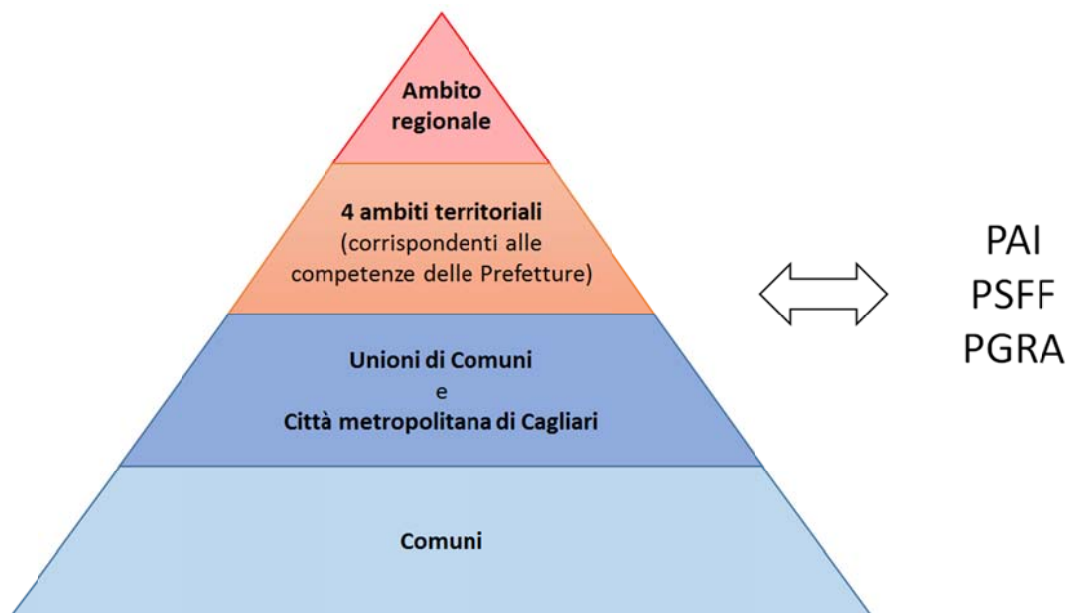 Ambito
regionale
4 ambiti territoriali
(corrispondenti alle
competenze delle Prefetture)
Unioni di Comuni
e
Città metropolitana di Cagliari
Comuni
PAI
PSFF
PGRA